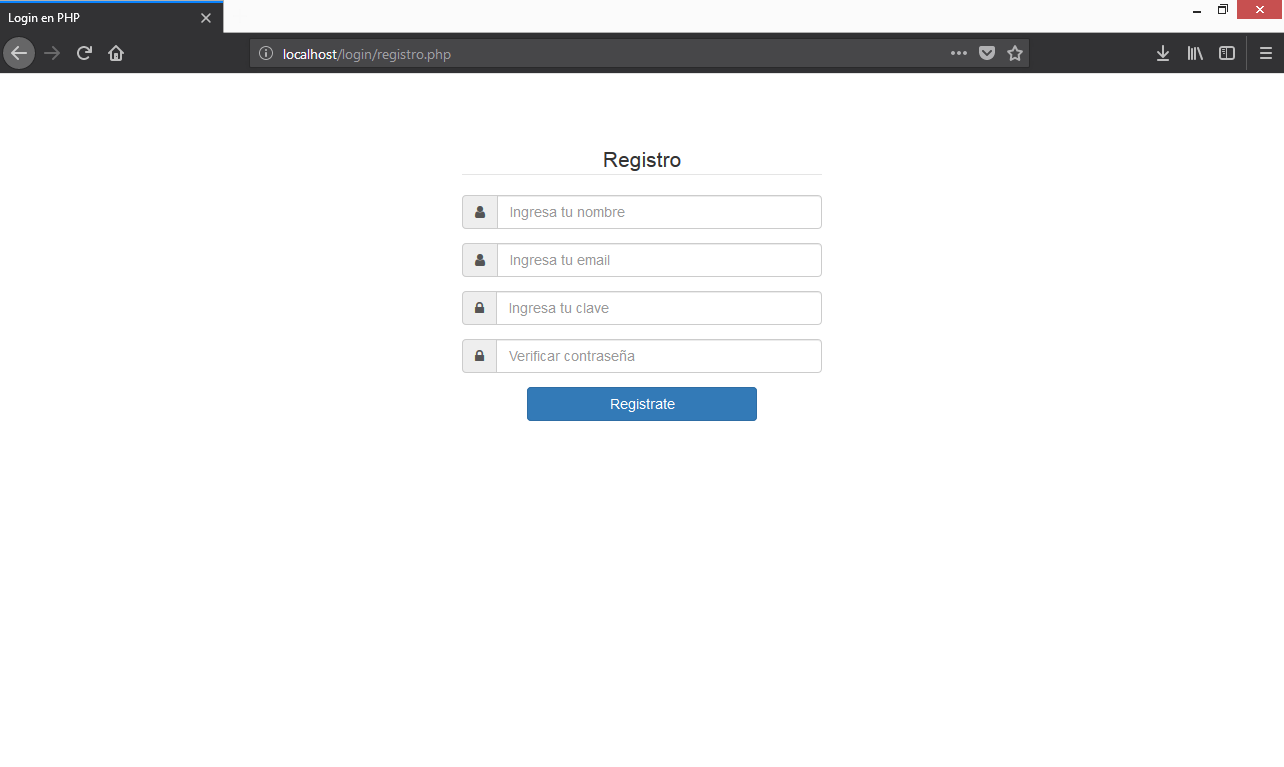 Login en PHP
localhost/login/registro.php
Registro
Ingresa tu nombre
Ingresa tu email
Ingresa tu clave
Verificar contraseña
Registrate